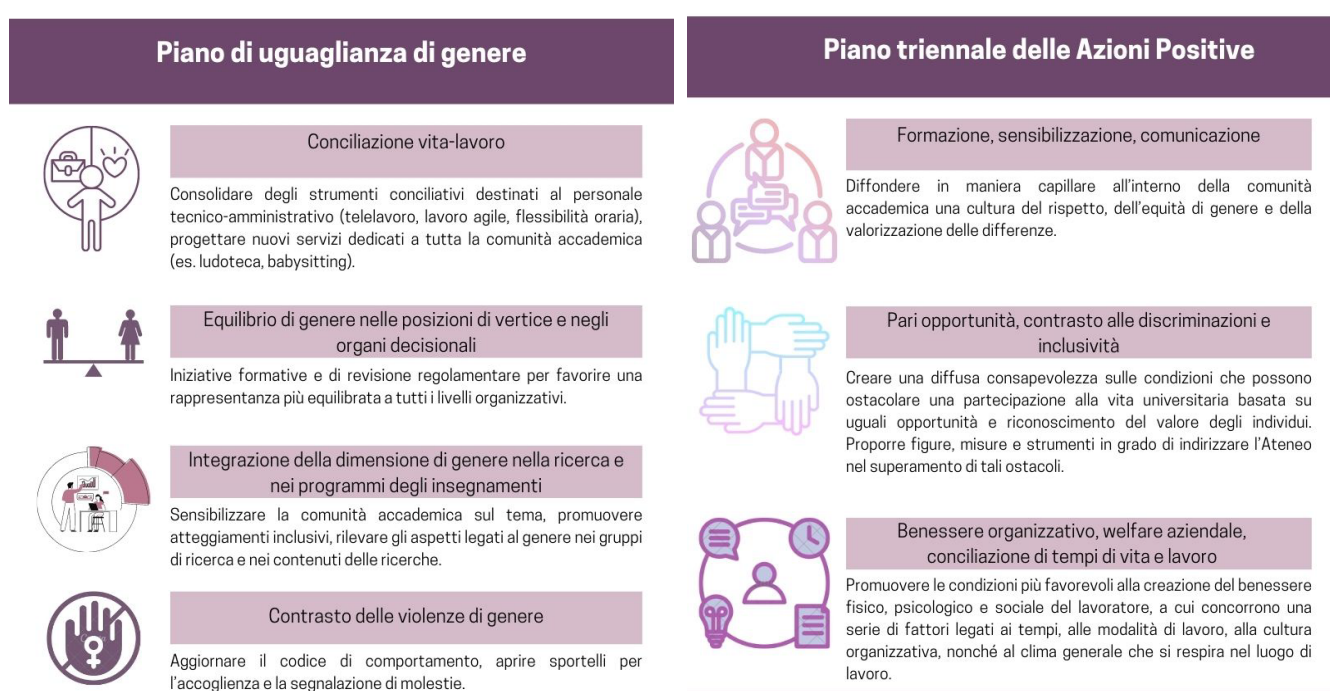 Piano di uguaglianza di genere
Conciliazione vita-lavoro
Consolidare degli strumenti conciliativi destinati al personale
tecnico-amministrativo (telelavoro, lavoro agile, flessibilità oraria),
progettare nuovi servizi dedicati a tutta la comunità accademica
(es. ludoteca, babysitting).
Equilibrio di genere nelle posizioni di vertice e negli
organi decisionali
Iniziative formative e di revisione regolamentare per favorire una
rappresentanza più equilibrata a tutti i livelli organizzativi.
Integrazione della dimensione di genere nella ricerca e
nei programmi degli insegnamenti
Sensibilizzare la comunità accademica sul tema, promuovere
atteggiamenti inclusivi, rilevare gli aspetti legati al genere nei gruppi
di ricerca e nei contenuti delle ricerche.
Contrasto delle violenze di genere
Aggiornare il codice di comportamento, aprire sportelli per
l'accoglienza e la segnalazione di molestie.
Piano triennale delle Azioni Positive
Formazione, sensibilizzazione, comunicazione
Diffondere in maniera capillare all'interno della comunità
accademica una cultura del rispetto, dell'equità di genere e della
valorizzazione delle differenze.
Pari opportunità, contrasto alle discriminazioni e
inclusività
Creare una diffusa consapevolezza sulle condizioni che possono
ostacolare una partecipazione alla vita universitaria basata su
uguali opportunità e riconoscimento del valore degli individui.
Proporre figure, misure e strumenti in grado di indirizzare l'Ateneo
nel superamento di tali ostacoli.
Benessere organizzativo, welfare aziendale,
conciliazione di tempi di vita e lavoro
Promuovere le condizioni più favorevoli alla creazione del benessere
fisico, psicologico e sociale del lavoratore, a cui concorrono una
serie di fattori legati ai tempi, alle modalità di lavoro, alla cultura
organizzativa, nonché al clima generale che si respira nel luogo di
lavoro.